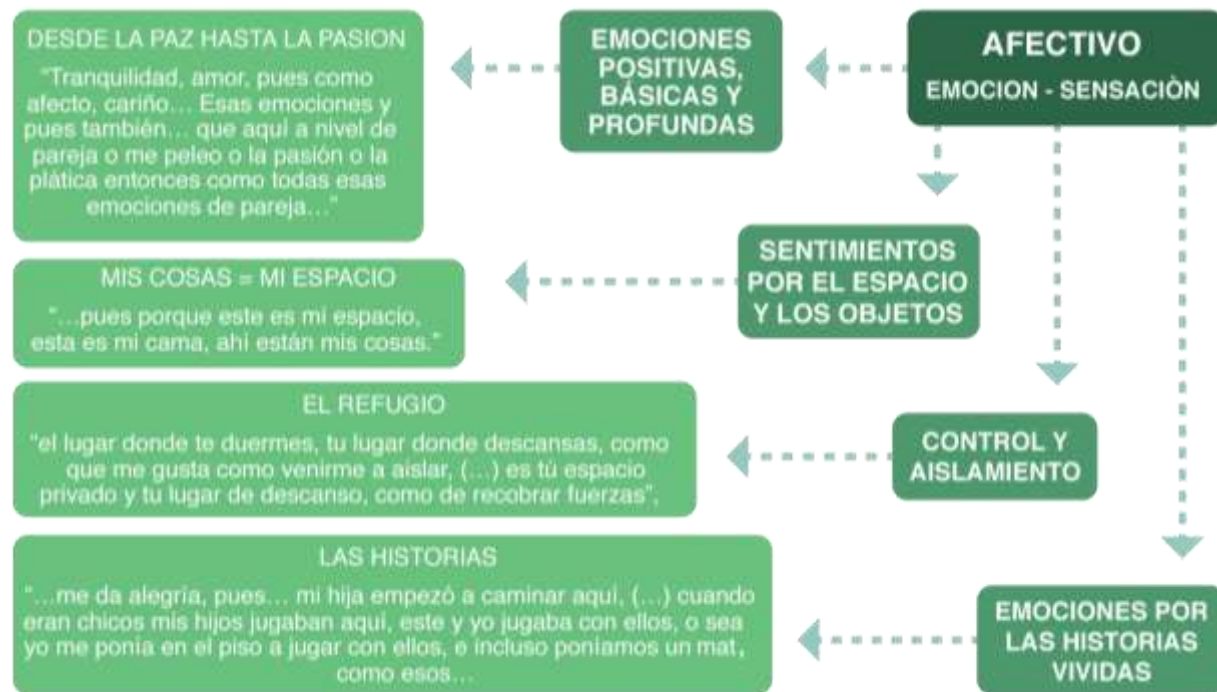 AFECTIVO
EMOCION - SENSACIÒN
EMOCIONES
POSITIVAS,
BÁSICAS Y
PROFUNDAS
DESDE LA PAZ HASTA LA PASION
"Tranquilidad, amor, pues como
afecto, cariño… Esas emociones y
pues también… que aquí a nivel de
pareja o me peleo o la pasión o la
plática entonces como todas esas
emociones de pareja…"
SENTIMIENTOS
POR EL ESPACIO
Y LOS OBJETOS
MIS COSAS = MI ESPACIO
"…pues porque este es mi espacio,
esta es mi cama, ahí están mis cosas."
CONTROL Y
AISLAMIENTO
EL REFUGIO
"el lugar donde te duermes, tu lugar donde descansas, como
que me gusta como venirme a aislar, (…) es tú espacio
privado y tu lugar de descanso, como de recobrar fuerzas",
EMOCIONES POR
LAS HISTORIAS
VIVIDAS
LAS HISTORIAS
"…me da alegría, pues… mi hija empezó a caminar aquí, (…) cuando
eran chicos mis hijos jugaban aquí, este y yo jugaba con ellos, o sea
yo me ponía en el piso a jugar con ellos, e incluso poníamos un mat,
como esos…